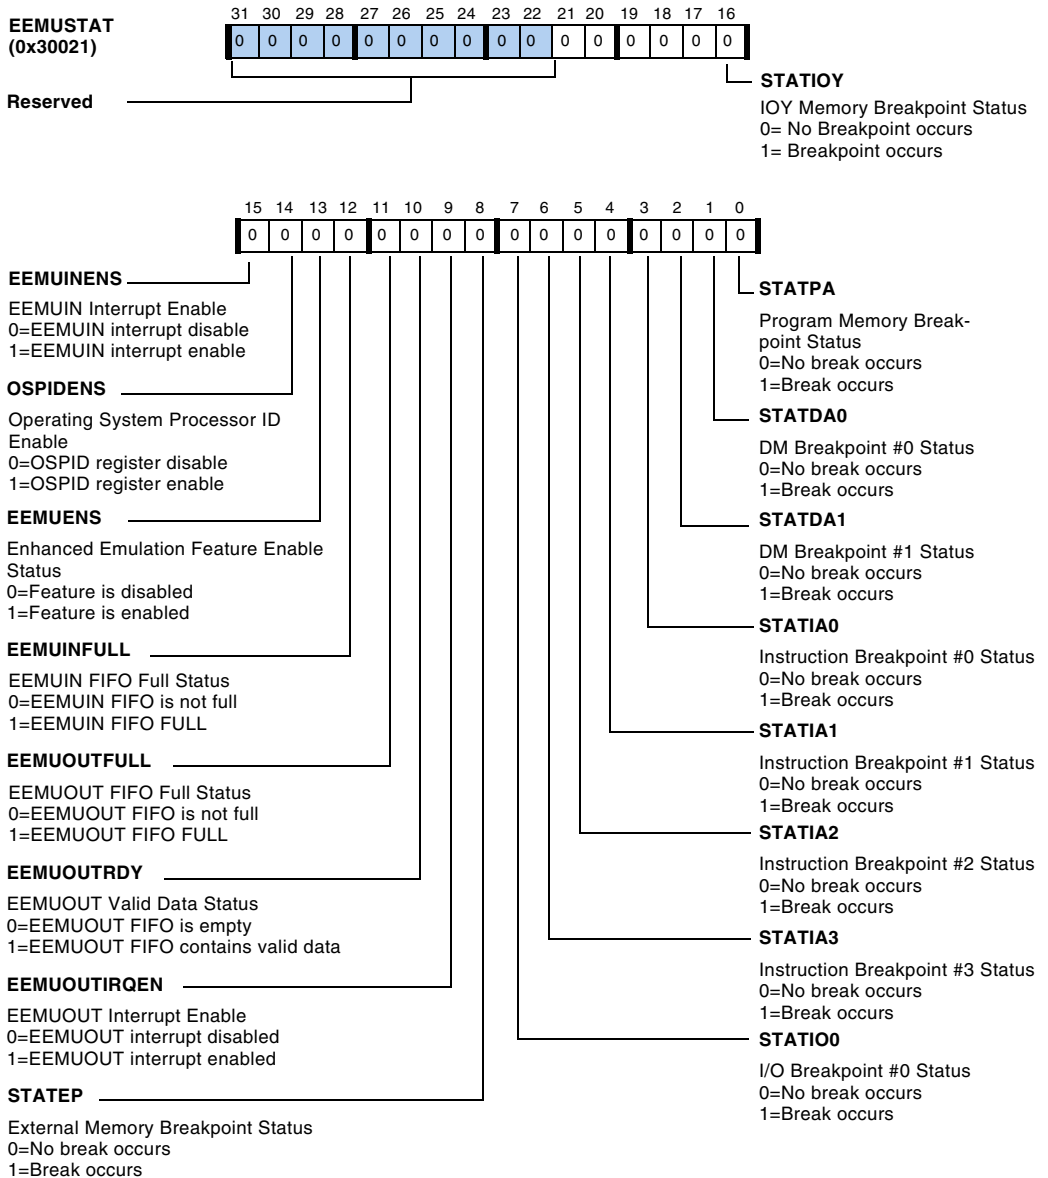 EEMUSTAT
(0x30021)
31 30 29 28 27 26 25 24 23 22 21 20 19 18 17 16
0 0 0 0 0 0 0 0 0 0 0 0 0 0 0 0
Reserved
STATIOY
IOY Memory Breakpoint Status
0= No Breakpoint occurs
1= Breakpoint occurs
15 14 13 12 11 10 9 8 7 6 5 4 3 2 1 0
0 0 0 0 0 0 0 0 0 0 0 0 0 0 0 0
EEMUINENS
EEMUIN Interrupt Enable
0=EEMUIN interrupt disable
1=EEMUIN interrupt enable
OSPIDENS
Operating System Processor ID
Enable
0=OSPID register disable
1=OSPID register enable
EEMUENS
Enhanced Emulation Feature Enable
Status
0=Feature is disabled
1=Feature is enabled
EEMUINFULL
EEMUIN FIFO Full Status
0=EEMUIN FIFO is not full
1=EEMUIN FIFO FULL
EEMUOUTFULL
EEMUOUT FIFO Full Status
0=EEMUOUT FIFO is not full
1=EEMUOUT FIFO FULL
EEMUOUTRDY
EEMUOUT Valid Data Status
0=EEMUOUT FIFO is empty
1=EEMUOUT FIFO contains valid data
EEMUOUTIRQEN
EEMUOUT Interrupt Enable
0=EEMUOUT interrupt disabled
1=EEMUOUT interrupt enabled
STATEP
External Memory Breakpoint Status
0=No break occurs
1=Break occurs
STATPA
Program Memory Break-
point Status
0=No break occurs
1=Break occurs
STATDA0
DM Breakpoint #0 Status
0=No break occurs
1=Break occurs
STATDA1
DM Breakpoint #1 Status
0=No break occurs
1=Break occurs
STATIA0
Instruction Breakpoint #0 Status
0=No break occurs
1=Break occurs
STATIA1
Instruction Breakpoint #1 Status
0=No break occurs
1=Break occurs
STATIA2
Instruction Breakpoint #2 Status
0=No break occurs
1=Break occurs
STATIA3
Instruction Breakpoint #3 Status
0=No break occurs
1=Break occurs
STATIO0
I/O Breakpoint #0 Status
0=No break occurs
1=Break occurs